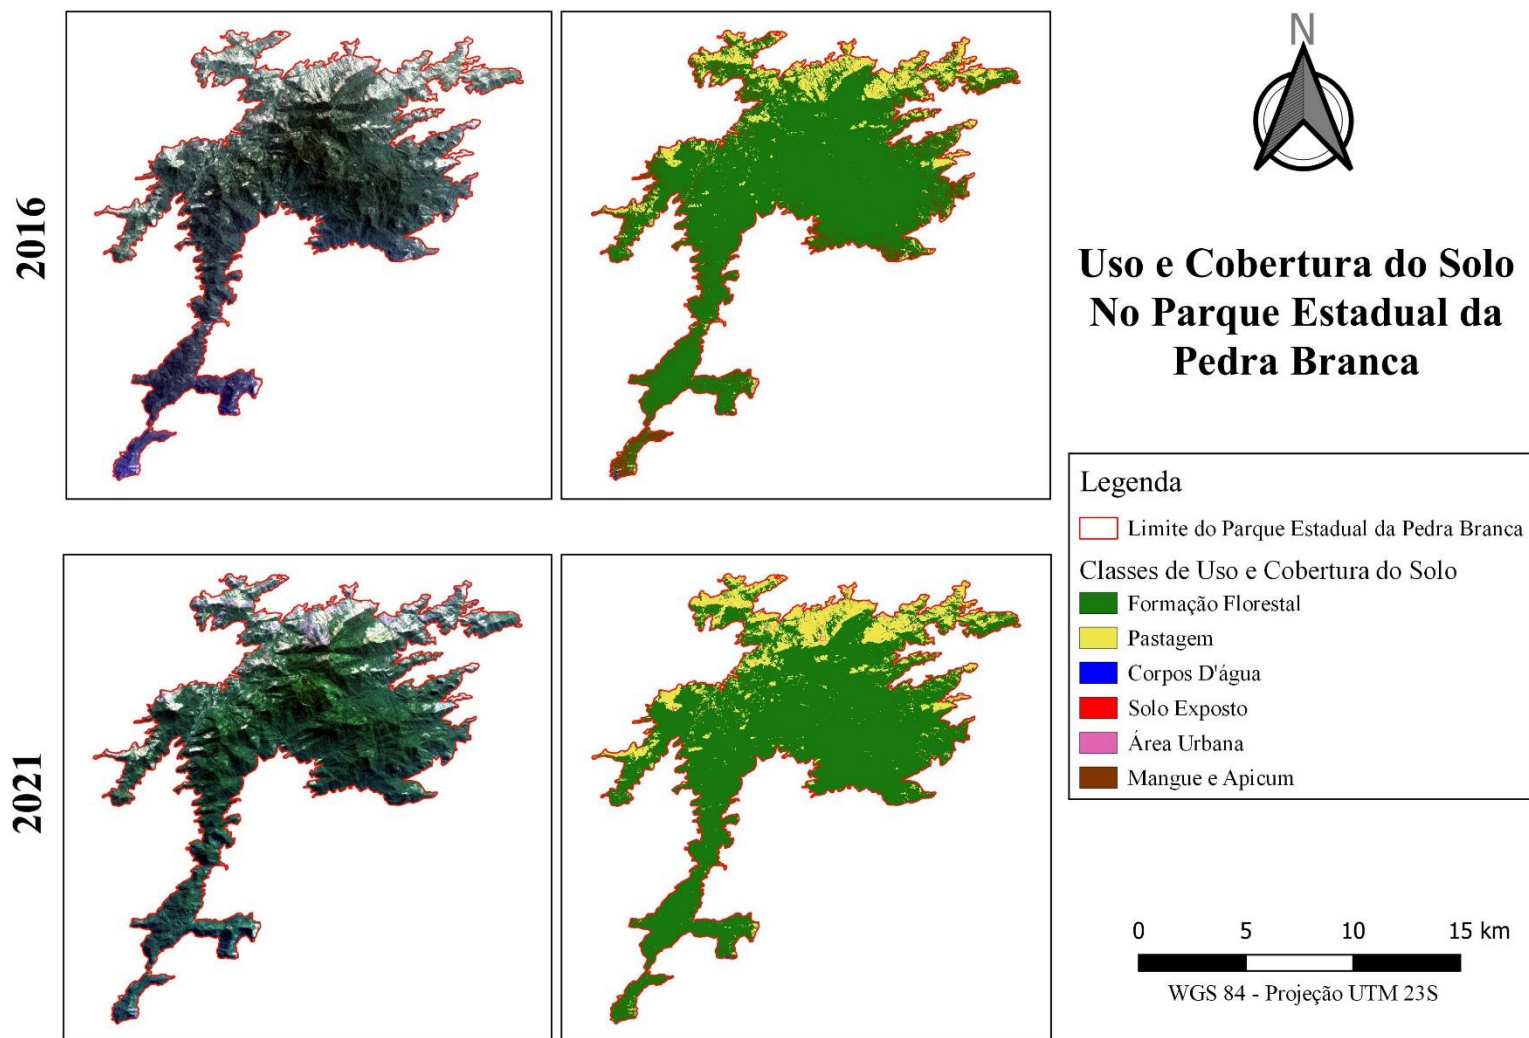 2016
2021
N
Uso e Cobertura do Solo
No Parque Estadual da
Pedra Branca
Legenda
Limite do Parque Estadual da Pedra Branca
Classes de Uso e Cobertura do Solo
Formação Florestal
Pastagem
Corpos D'água
Solo Exposto
Área Urbana
Mangue e Apicum
0 5 10 15 km
WGS 84 - Projeção UTM 23S